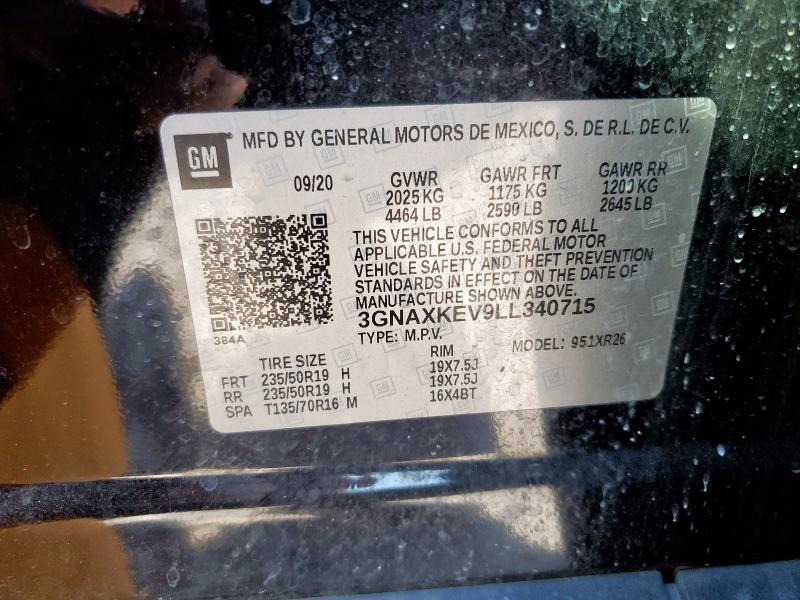 GM MFD BY GENERAL MOTORS DE MEXICO, S. DE R.L. DE C.V.
09/20 GVWR GAWR FRT GAWR RR
2025 KG 1175 KG 1200 KG
4464 LB 2590 LB 2645 LB
THIS VEHICLE CONFORMS TO ALL
APPLICABLE U.S. FEDERAL MOTOR
VEHICLE SAFETY AND THEFT PREVENTION
STANDARDS IN EFFECT ON THE DATE OF
MANUFACTURE SHOWN ABOVE.
3GNAXKEV9LL340715
384A TYPE: M.P.V. MODEL: 951XR26
TIRE SIZE RIM
FRT 235/50R19 H 19X7.5J
RR 235/50R19 H 19X7.5J
SPA T135/70R16 M 16X4BT